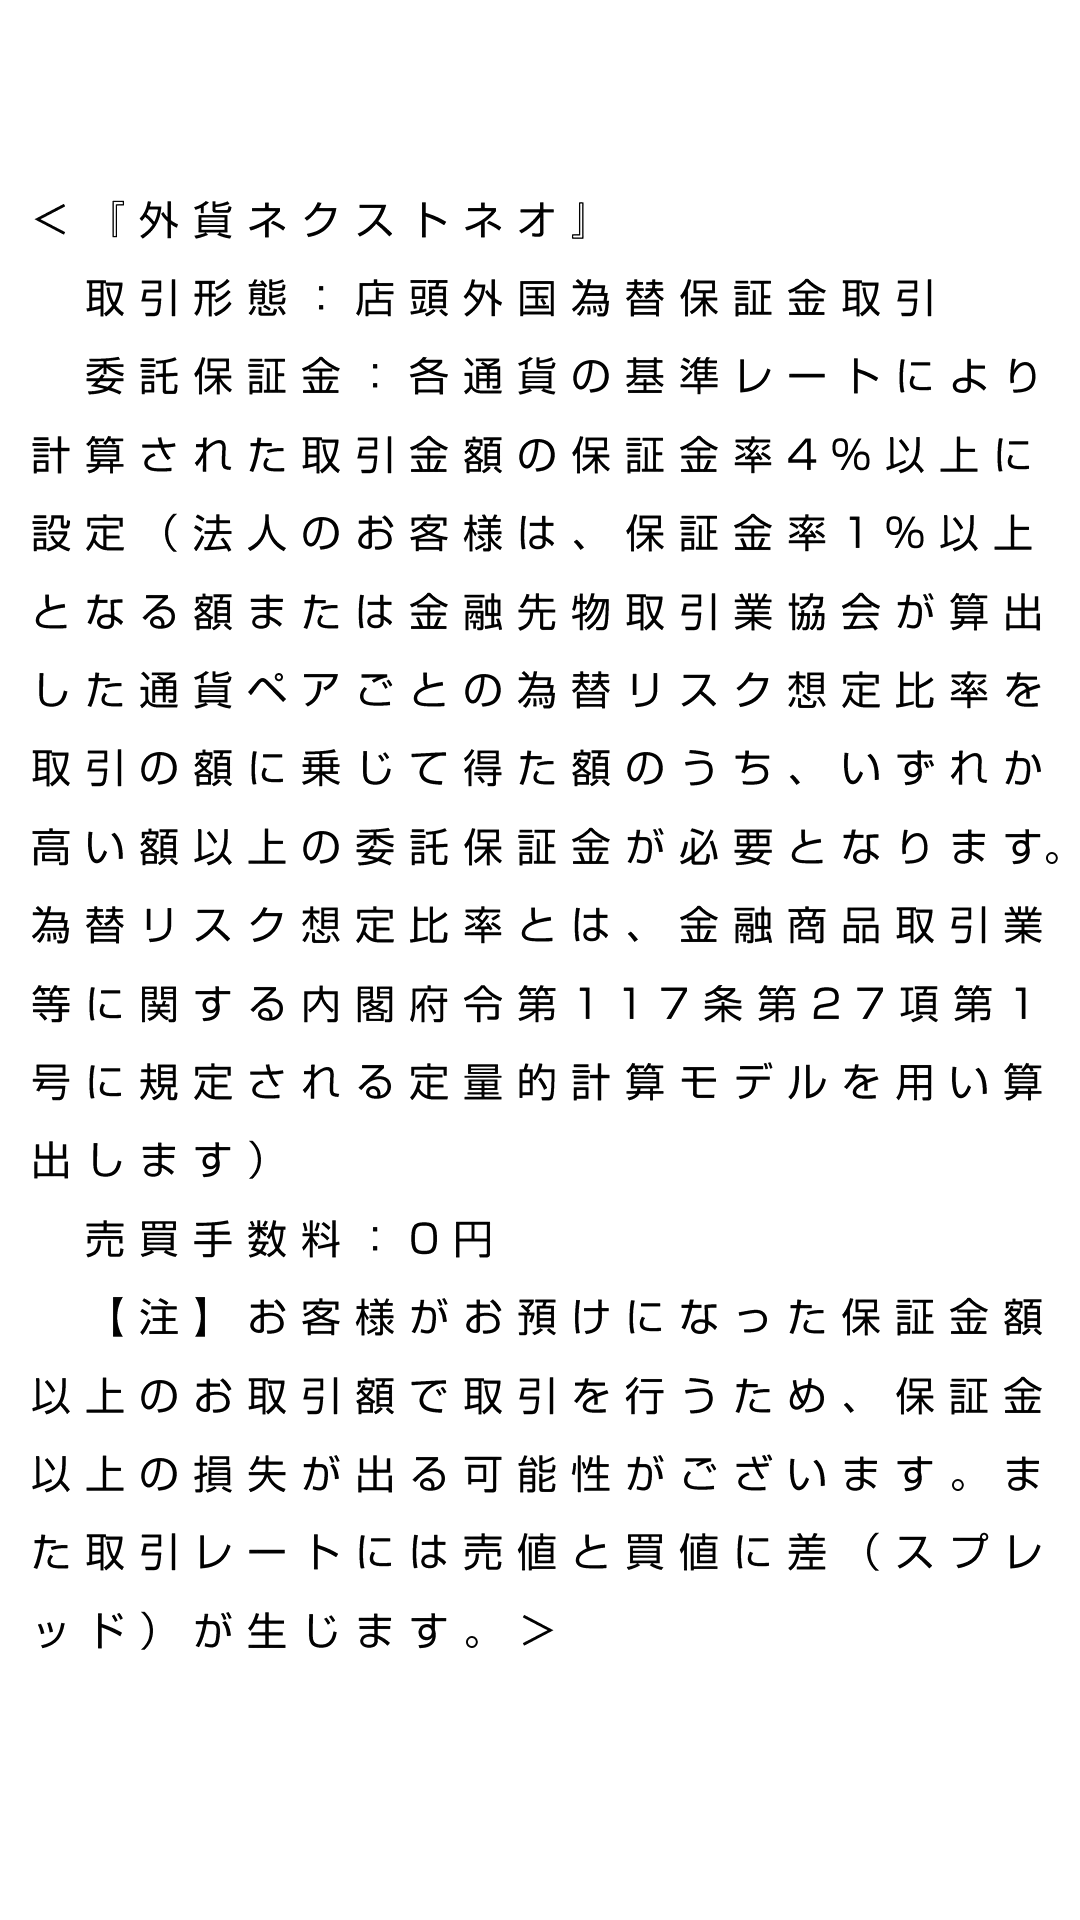 ＜『外貨ネクストネオ』
　取引形態：店頭外国為替保証金取引
　委託保証金：各通貨の基準レートにより
計算された取引金額の保証金率4%以上に
設定（法人のお客様は、保証金率1%以上
となる額または金融先物取引業協会が算出
した通貨ペアごとの為替リスク想定比率を
取引の額に乗じて得た額のうち、いずれか
高い額以上の委託保証金が必要となります。
為替リスク想定比率とは、金融商品取引業
等に関する内閣府令第117条第27項第1
号に規定される定量的計算モデルを用い算
出します）
　売買手数料：0円
　【注】お客様がお預けになった保証金額
以上のお取引額で取引を行うため、保証金
以上の損失が出る可能性がございます。ま
た取引レートには売値と買値に差（スプレ
ッド）が生じます。＞